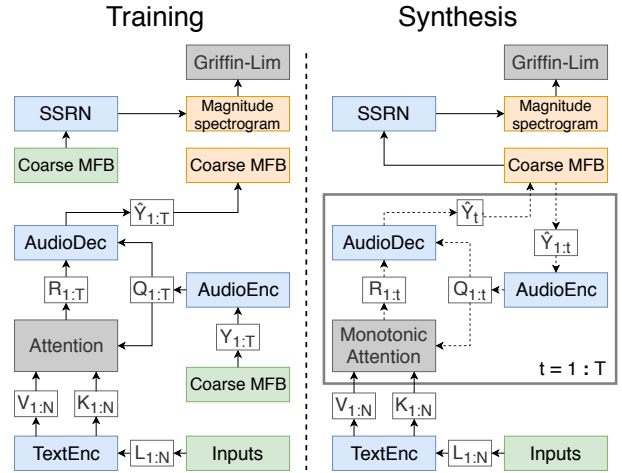 Training
Griffin-Lim
SSRN
Magnitude
spectrogram
Coarse MFB
Coarse MFB
Ŷ1:T
AudioDec
R1:T
Q1:T
AudioEnc
Attention
Y1:T
Coarse MFB
V1:N
K1:N
TextEnc
L1:N
Inputs
Synthesis
Griffin-Lim
SSRN
Magnitude
spectrogram
Coarse MFB
Ŷt
AudioDec
Ŷ1:t
R1:t
Q1:t
AudioEnc
Monotonic
Attention
t = 1 : T
V1:N
K1:N
TextEnc
L1:N
Inputs